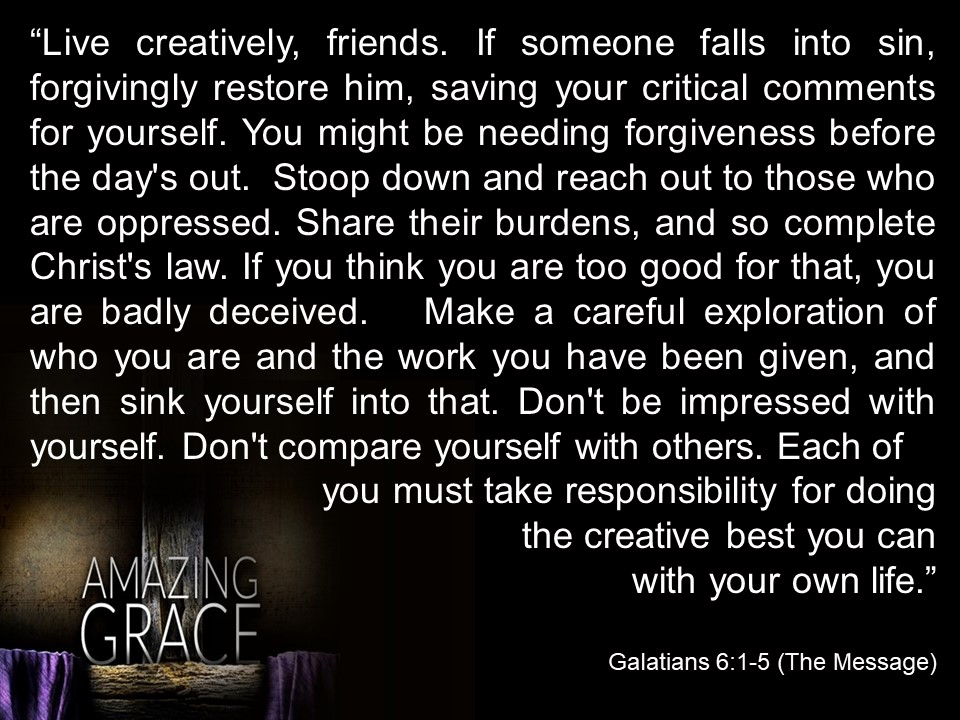 “Live creatively, friends. If someone falls into sin,
forgivingly restore him, saving your critical comments
for yourself. You might be needing forgiveness before
the day's out.  Stoop down and reach out to those who
are oppressed. Share their burdens, and so complete
Christ's law. If you think you are too good for that, you
are badly deceived.   Make a careful exploration of
who you are and the work you have been given, and
then sink yourself into that. Don't be impressed with
yourself. Don't compare yourself with others. Each of
you must take responsibility for doing
the creative best you can
with your own life.”
AMAZING
GRACE
Galatians 6:1-5 (The Message)